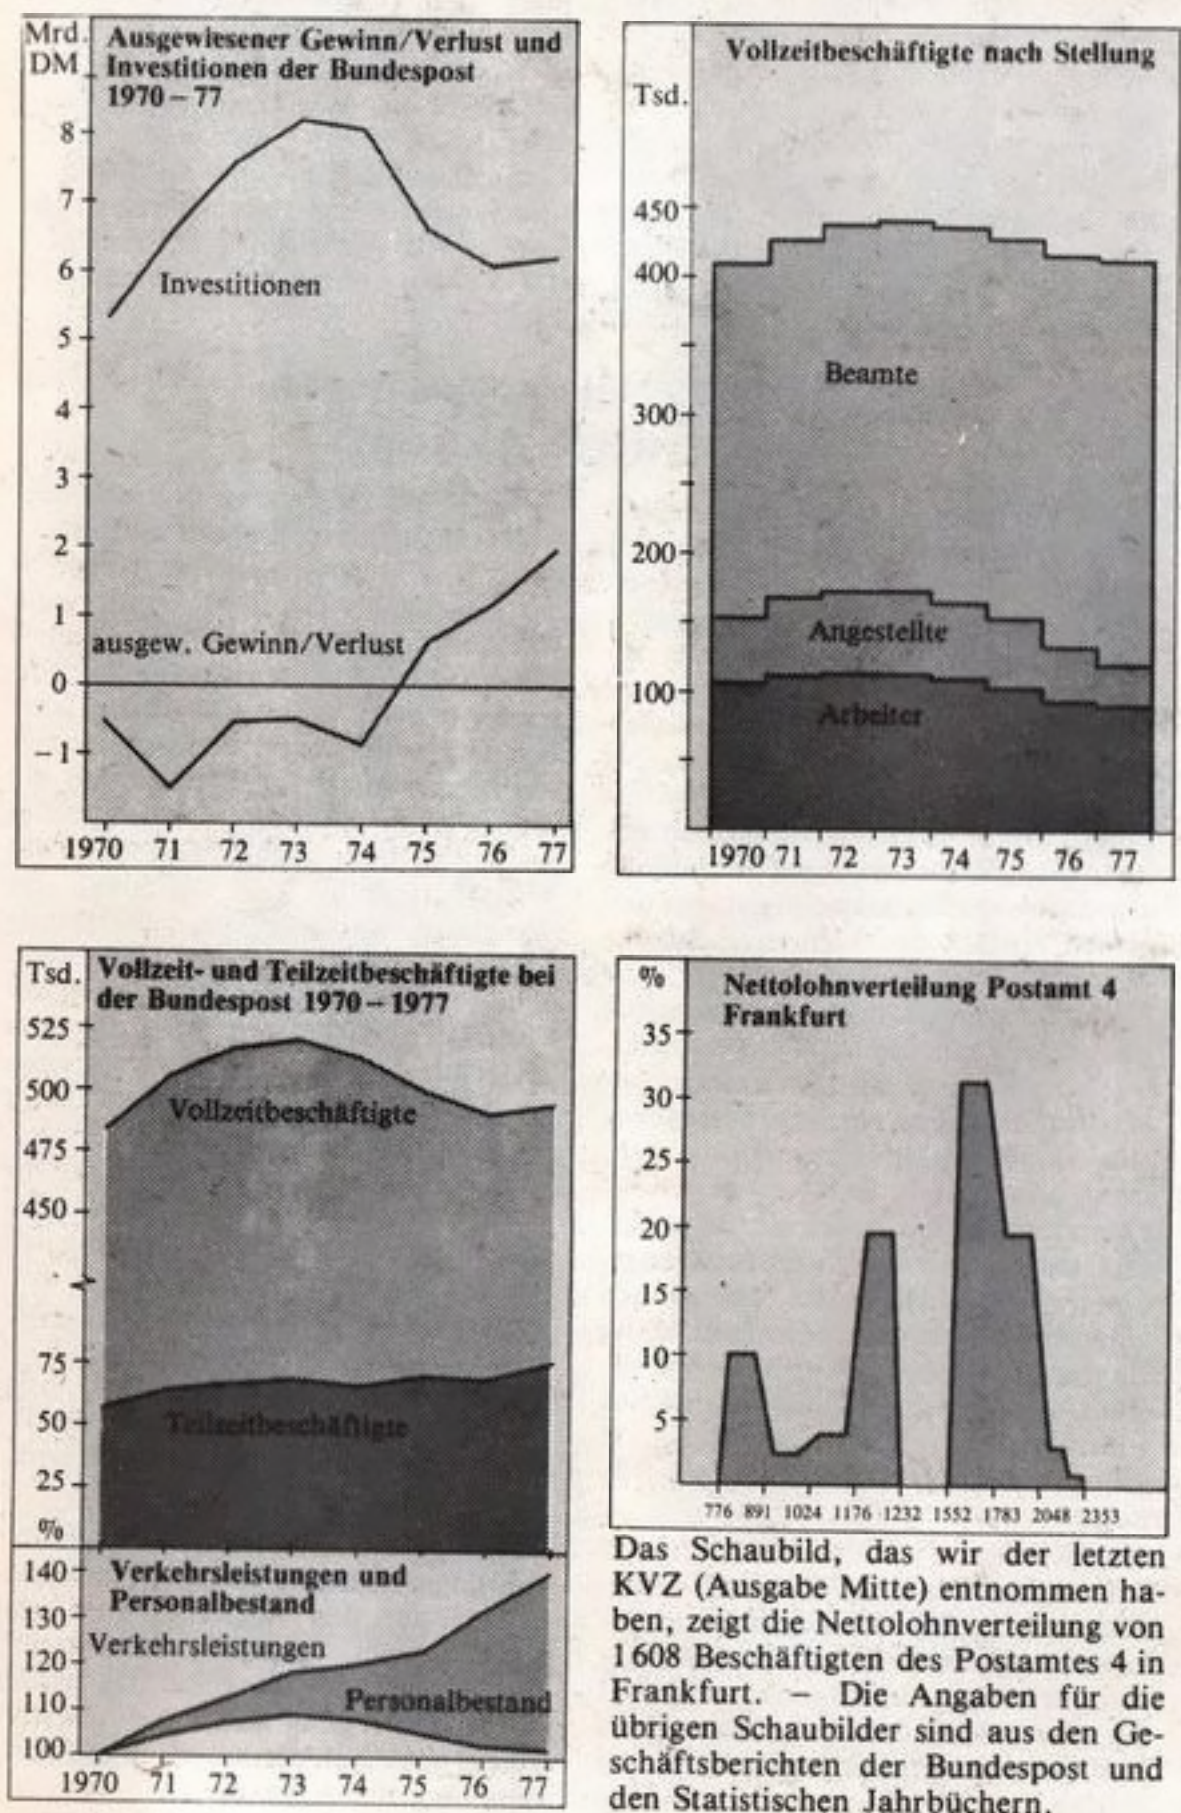 Mrd.
DM
Ausgewiesener Gewinn/Verlust und
Investitionen der Bundespost
1970 – 77
8
7
6
Investitionen
5
4
3
2
1
ausgew. Gewinn/Verlust
0
– 1
1970 71 72 73 74 75 76 77
Vollzeitbeschäftigte nach Stellung
Tsd.
450
400
Beamte
300
200
Angestellte
100
Arbeiter
1970 71 72 73 74 75 76 77
Tsd.
Vollzeit- und Teilzeitbeschäftigte bei
der Bundespost 1970 – 1977
525
500
Vollzeitbeschäftigte
475
450
75
50
Teilzeitbeschäftigte
25
%
140
Verkehrsleistungen und
Personalbestand
130
Verkehrsleistungen
120
110
Personalbestand
100
1970 71 72 73 74 75 76 77
%
Nettolohnverteilung Postamt 4
Frankfurt
35
30
25
20
15
10
5
776 891 1024 1176 1232 1552 1783 2048 2353
Das Schaubild, das wir der letzten
KVZ (Ausgabe Mitte) entnommen ha-
ben, zeigt die Nettolohnverteilung von
1608 Beschäftigten des Postamtes 4 in
Frankfurt. – Die Angaben für die
übrigen Schaubilder sind aus den Ge-
schäftsberichten der Bundespost und
den Statistischen Jahrbüchern.